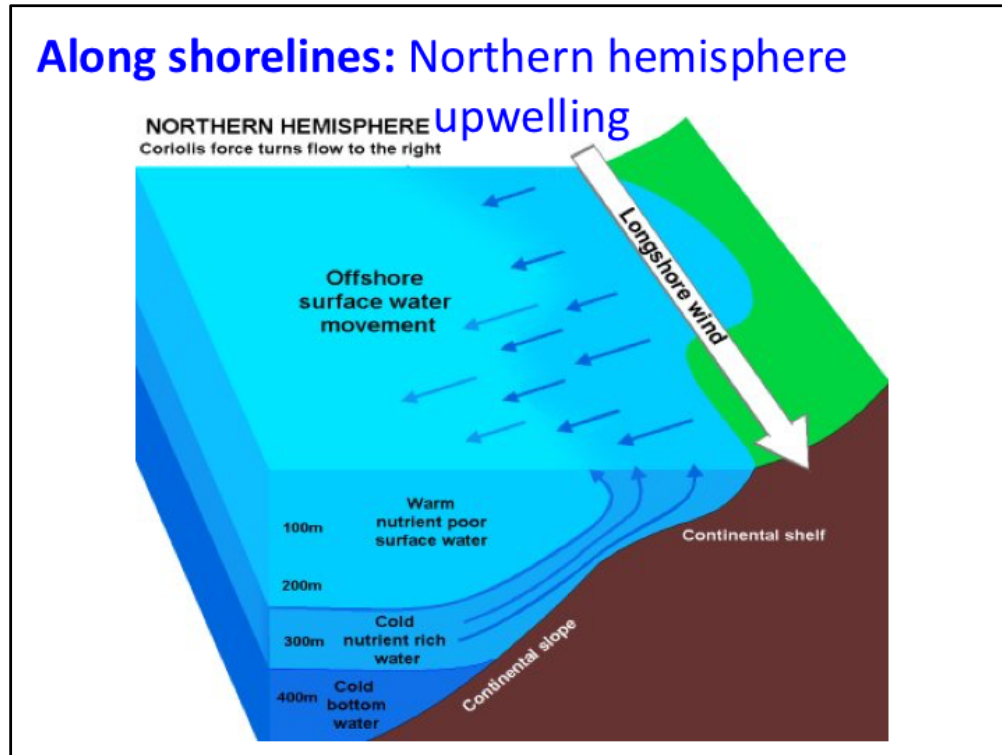 Along shorelines: Northern hemisphere
upwelling
NORTHERN HEMISPHERE
Coriolis force turns flow to the right
Longshore wind
Offshore
surface water
movement
Warm
nutrient poor
surface water
100m
200m
Continental shelf
Cold
nutrient rich
water
300m
Continental slope
400m
Cold
bottom
water